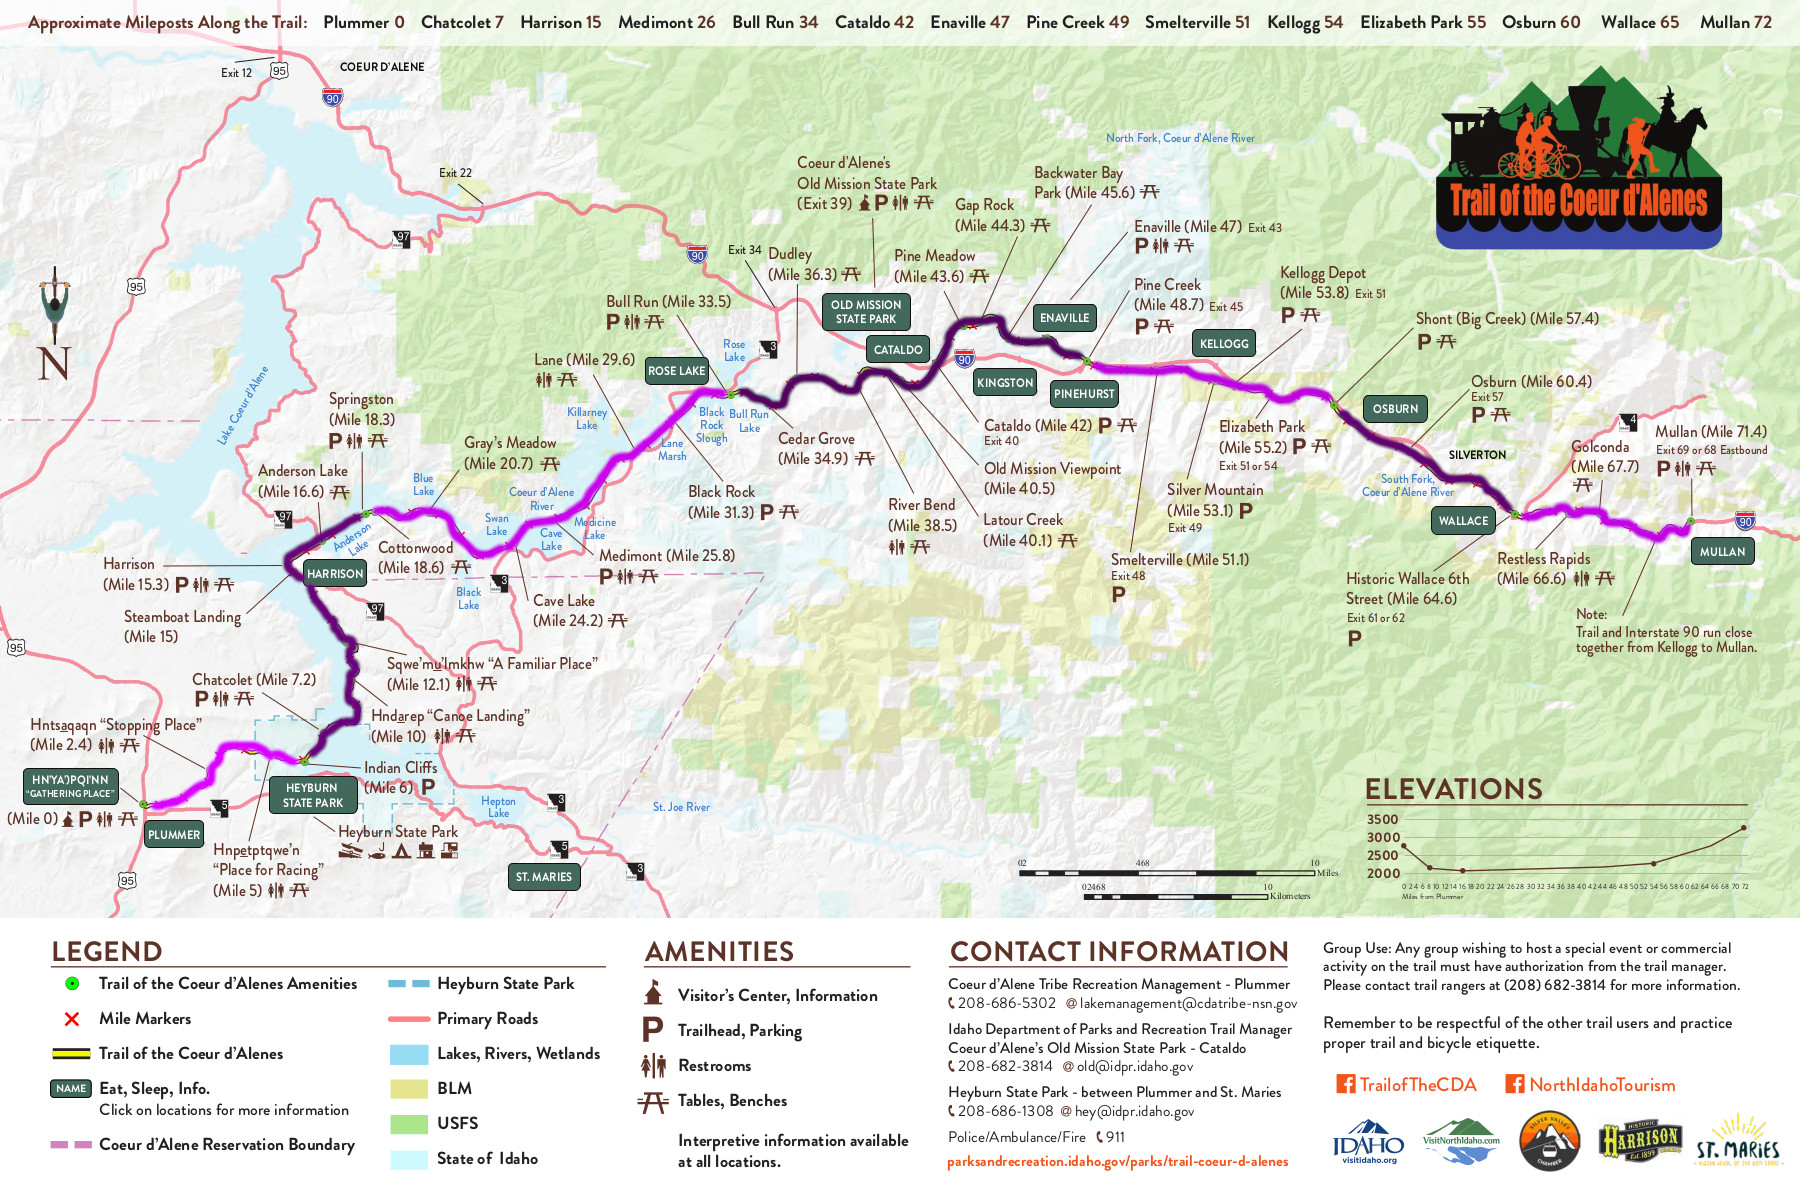 Approximate Mileposts Along the Trail: Plummer 0 Chatcolet 7 Harrison 15 Medimont 26 Bull Run 34 Cataldo 42 Enaville 47 Pine Creek 49 Smelterville 51 Kellogg 54 Elizabeth Park 55 Osburn 60 Wallace 65 Mullan 72
Exit 12
95
COEUR D'ALENE
90
Exit 22
97
95
N
Lake Coeur d'Alene
Trail of the Coeur d'Alenes
North Fork, Coeur d'Alene River
Coeur d'Alene's
Old Mission State Park
(Exit 39) P
Backwater Bay
Park (Mile 45.6)
Gap Rock
(Mile 44.3)
Enaville (Mile 47) Exit 43
P
90
Exit 34
Dudley
(Mile 36.3)
Pine Meadow
(Mile 43.6)
Pine Creek
(Mile 48.7) Exit 45
P
Kellogg Depot
(Mile 53.8) Exit 51
P
Bull Run (Mile 33.5)
P
OLD MISSION
STATE PARK
ENAVILLE
Shont (Big Creek) (Mile 57.4)
P
Rose
Lake
3
CATALDO
90
KELLOGG
Lane (Mile 29.6)
ROSE LAKE
KINGSTON
PINEHURST
Osburn (Mile 60.4)
Exit 57
P
OSBURN
Springston
(Mile 18.3)
P
Killarney
Lake
Black
Rock
Slough
Bull Run
Lake
Lane
Marsh
Cedar Grove
(Mile 34.9)
Cataldo (Mile 42) P
Exit 40
Elizabeth Park
(Mile 55.2) P
Exit 51 or 54
4
Golconda
(Mile 67.7)
Mullan (Mile 71.4)
Exit 69 or 68 Eastbound
P
Gray's Meadow
(Mile 20.7)
SILVERTON
Anderson Lake
(Mile 16.6)
Blue
Lake
Coeur d'Alene
River
Black Rock
(Mile 31.3) P
Old Mission Viewpoint
(Mile 40.5)
South Fork,
Coeur d'Alene River
Silver Mountain
(Mile 53.1) P
Exit 49
97
Anderson
Lake
Swan
Lake
Cave
Lake
Medicine
Lake
River Bend
(Mile 38.5)
Latour Creek
(Mile 40.1)
WALLACE
90
MULLAN
Harrison
(Mile 15.3) P
HARRISON
Cottonwood
(Mile 18.6)
Medimont (Mile 25.8)
P
Smelterville (Mile 51.1)
Exit 48
P
Restless Rapids
(Mile 66.6)
Historic Wallace 6th
Street (Mile 64.6)
Exit 61 or 62
P
3
Black
Lake
Cave Lake
(Mile 24.2)
Steamboat Landing
(Mile 15)
97
Note:
Trail and Interstate 90 run close
together from Kellogg to Mullan.
95
Sqwe'mu'lmkhw "A Familiar Place"
(Mile 12.1)
Chatcolet (Mile 7.2)
P
Hndarep "Canoe Landing"
(Mile 10)
Hntsaqaqn "Stopping Place"
(Mile 2.4)
Indian Cliffs
(Mile 6) P
HN'YA')PQI'NN
"GATHERING PLACE"
(Mile 0) P
HEYBURN
STATE PARK
5
PLUMMER
Hepton
Lake
3
St. Joe River
Heyburn State Park
Hnpetptqwe'n
"Place for Racing"
(Mile 5)
95
5
ST. MARIES
3
02 468 10
Miles
02468 10
Kilometers
ELEVATIONS
3500
3000
2500
2000
0 2 4 6 8 10 12 14 16 18 20 22 24 26 28 30 32 34 36 38 40 42 44 46 48 50 52 54 56 58 60 62 64 66 68 70 72
Miles from Plummer
LEGEND
Trail of the Coeur d'Alenes Amenities
Mile Markers
Trail of the Coeur d'Alenes
NAME Eat, Sleep, Info.
Click on locations for more information
Coeur d'Alene Reservation Boundary
Heyburn State Park
Primary Roads
Lakes, Rivers, Wetlands
BLM
USFS
State of Idaho
AMENITIES
Visitor's Center, Information
P Trailhead, Parking
Restrooms
Tables, Benches
Interpretive information available
at all locations.
CONTACT INFORMATION
Coeur d'Alene Tribe Recreation Management - Plummer
208-686-5302 @ lakemanagement@cdatribe-nsn.gov
Idaho Department of Parks and Recreation Trail Manager
Coeur d'Alene's Old Mission State Park - Cataldo
208-682-3814 @ old@idpr.idaho.gov
Heyburn State Park - between Plummer and St. Maries
208-686-1308 @ hey@idpr.idaho.gov
Police/Ambulance/Fire 911
parksandrecreation.idaho.gov/parks/trail-coeur-d-alenes
Group Use: Any group wishing to host a special event or commercial
activity on the trail must have authorization from the trail manager.
Please contact trail rangers at (208) 682-3814 for more information.
Remember to be respectful of the other trail users and practice
proper trail and bicycle etiquette.
TrailofTheCDA
NorthIdahoTourism
IDAHO
visitidaho.org
VisitNorthIdaho.com
SILVER VALLEY
CHAMBER
HISTORIC
HARRISON
Est. 1899
ST. MARIES